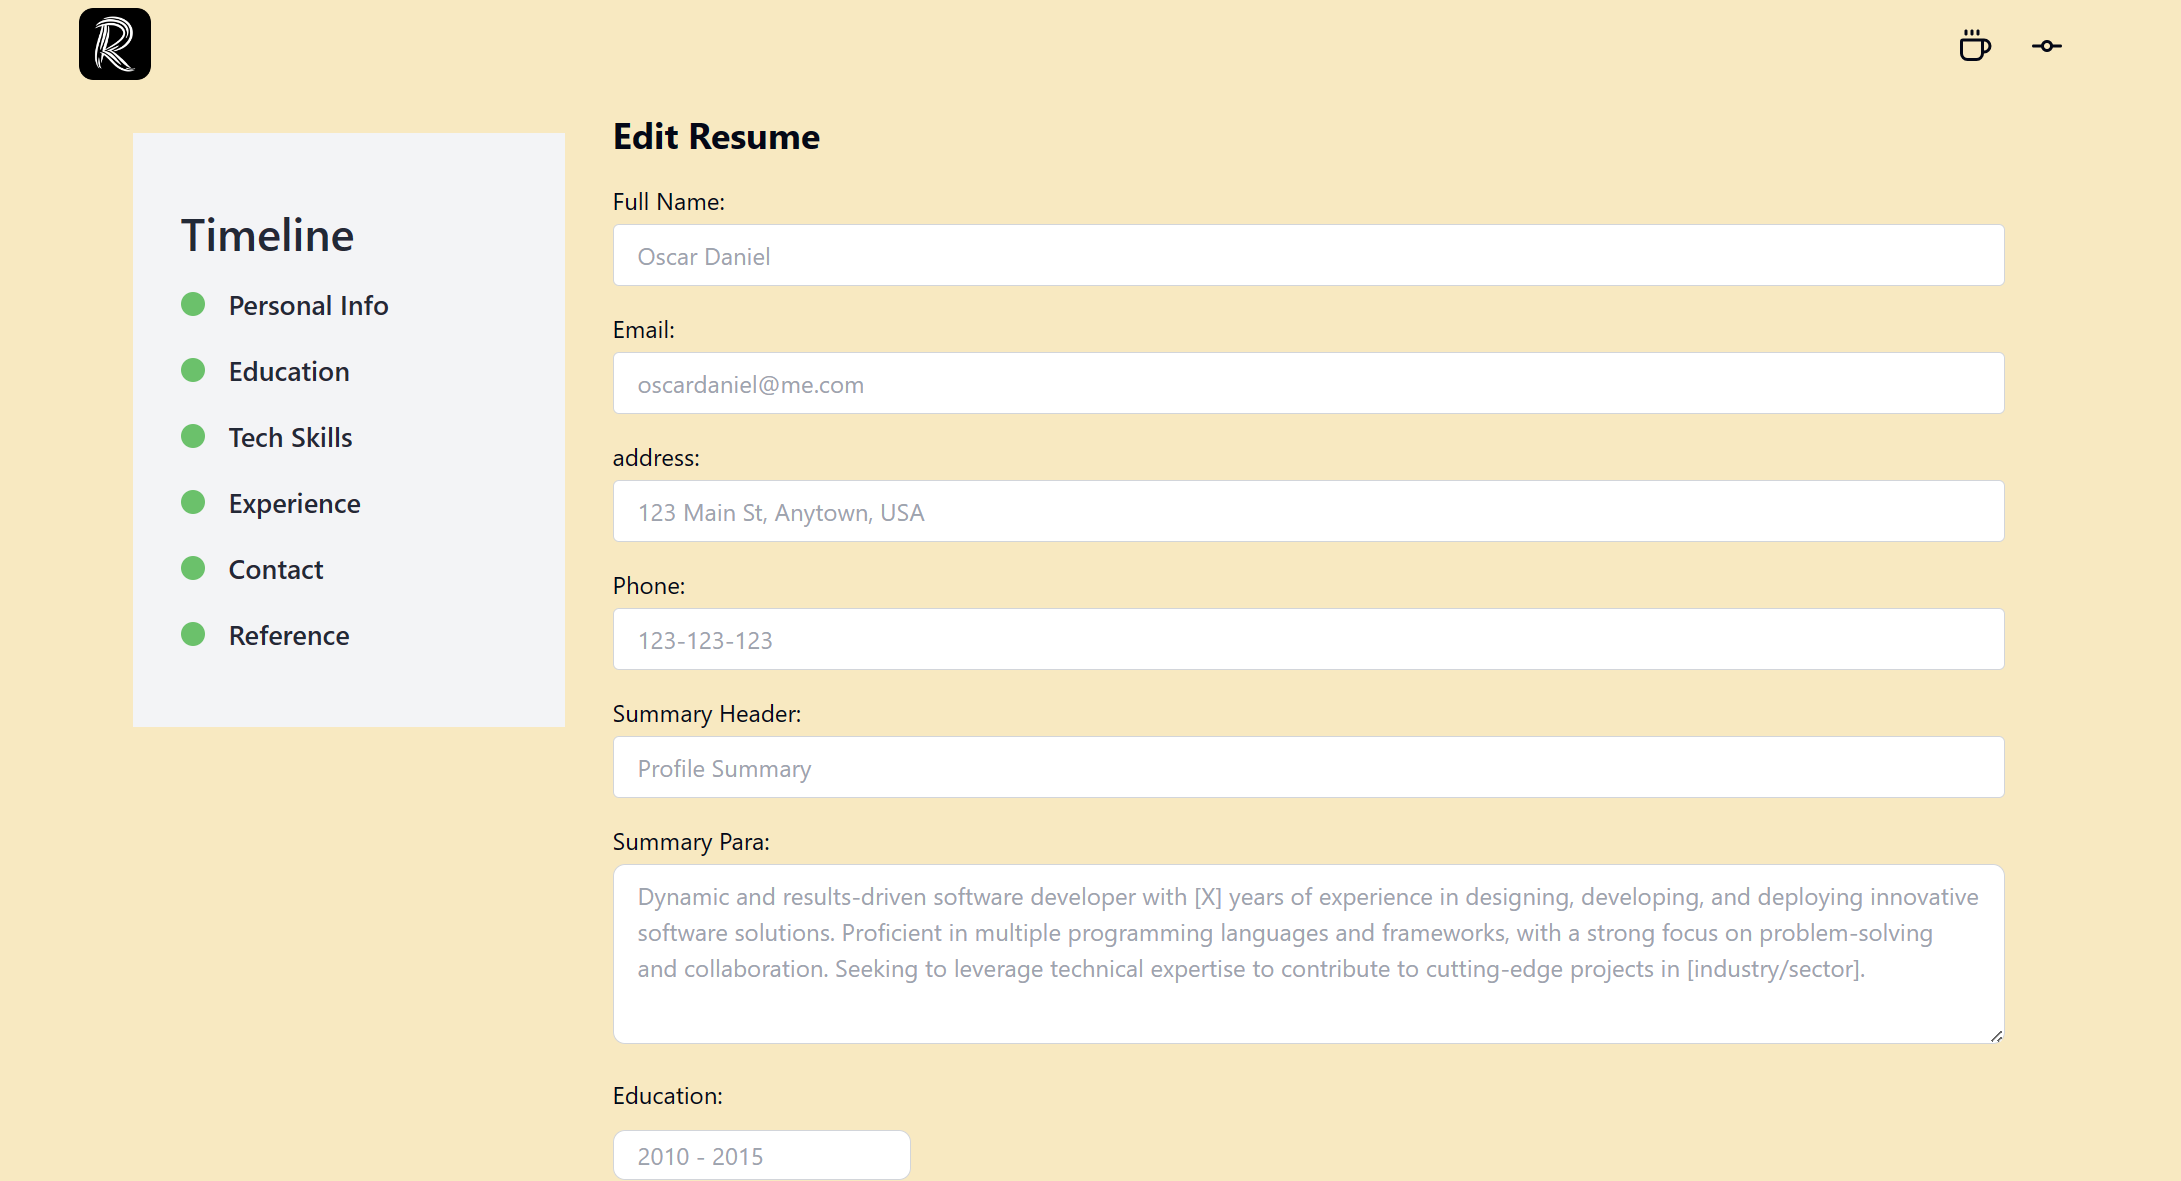 R
Timeline
Personal Info
Education
Tech Skills
Experience
Contact
Reference
Edit Resume
Full Name:
Oscar Daniel
Email:
oscardaniel@me.com
address:
123 Main St, Anytown, USA
Phone:
123-123-123
Summary Header:
Profile Summary
Summary Para:
Dynamic and results-driven software developer with [X] years of experience in designing, developing, and deploying innovative
software solutions. Proficient in multiple programming languages and frameworks, with a strong focus on problem-solving
and collaboration. Seeking to leverage technical expertise to contribute to cutting-edge projects in [industry/sector].
Education:
2010 - 2015